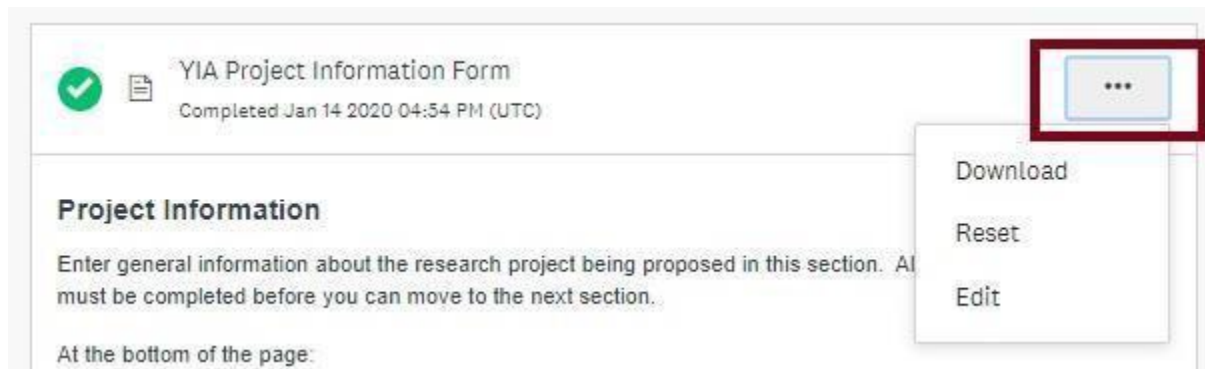 YIA Project Information Form
•••
Completed Jan 14 2020 04:54 PM (UTC)
Download
Project Information
Reset
Enter general information about the research project being proposed in this section. Al
must be completed before you can move to the next section.
Edit
At the bottom of the page: